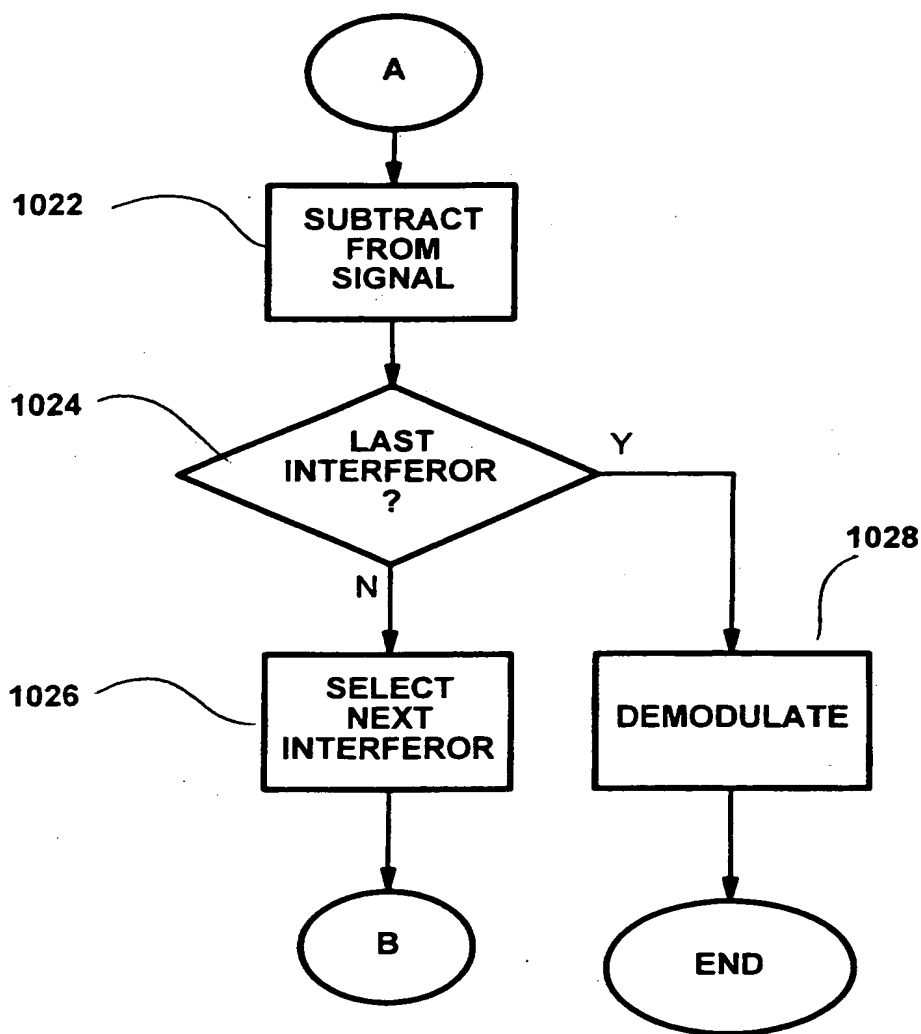 A
1022
SUBTRACT
FROM
SIGNAL
1024
LAST
INTERFEROR
?
Y
N
1028
1026
SELECT
NEXT
INTERFEROR
DEMODULATE
B
END